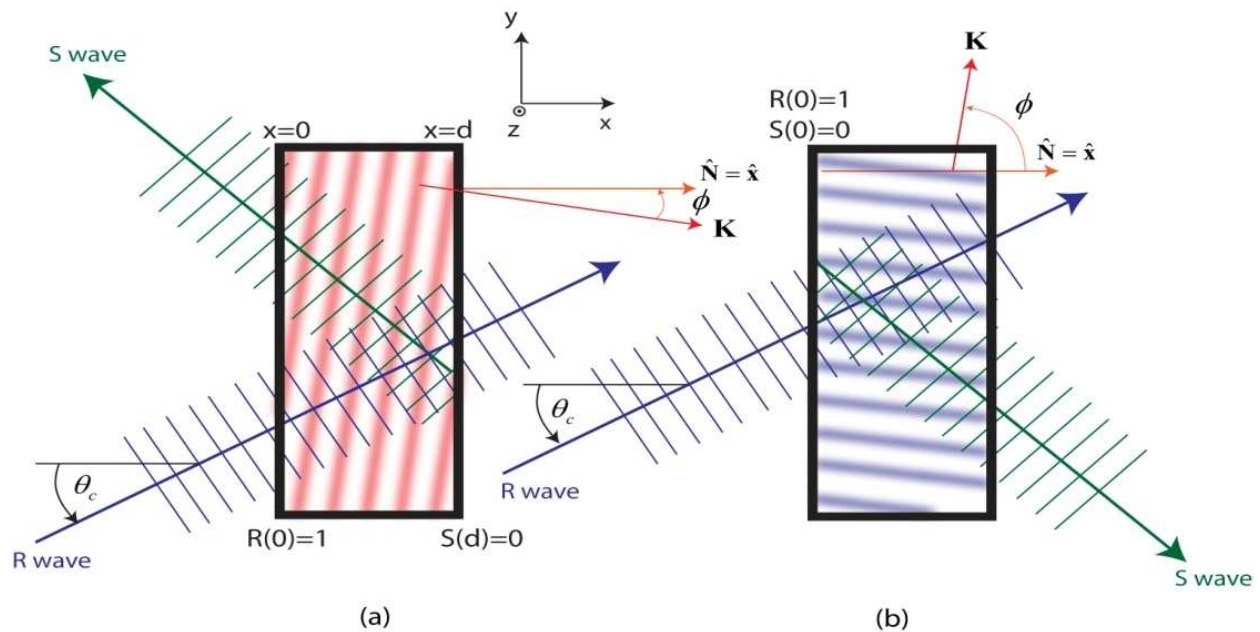 S wave
x=0
x=d
y
z
x
N̂ = x̂
ϕ
K
θc
R wave
R(0)=1
S(d)=0
(a)
K
R(0)=1
S(0)=0
ϕ
N̂ = x̂
θc
R wave
S wave
(b)